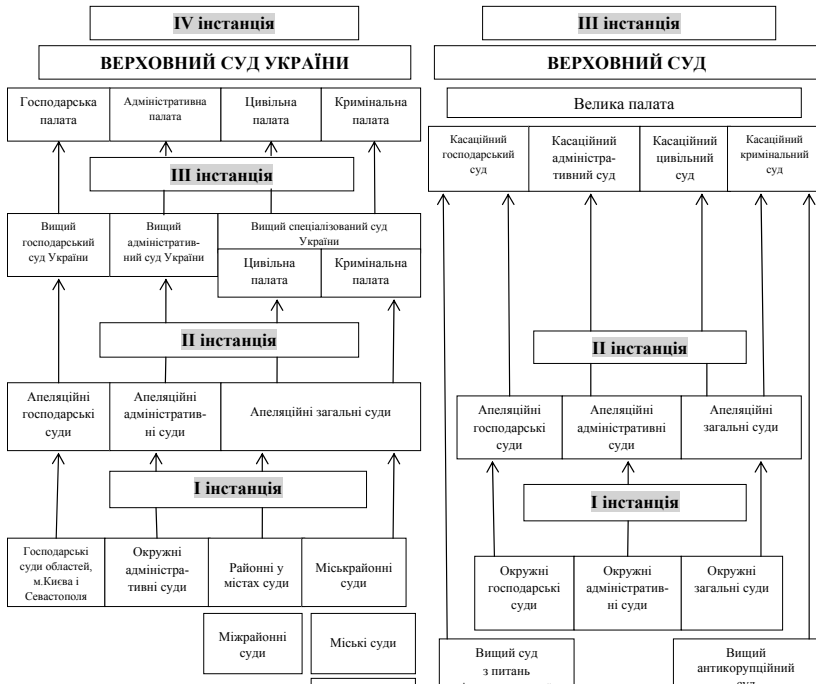 IV інстанція
ВЕРХОВНИЙ СУД УКРАЇНИ
Господарська
палата
Адміністративна
палата
Цивільна
палата
Кримінальна
палата
III інстанція
Вищий
господарський
суд України
Вищий
адміністратив-
ний суд України
Вищий спеціалізований суд
України
Цивільна
палата
Кримінальна
палата
II інстанція
Апеляційні
господарські
суди
Апеляційні
адміністратив-
ні суди
Апеляційні загальні суди
I інстанція
Господарські
суди областей,
м.Києва і
Севастополя
Окружні
адміністра-
тивні суди
Районні у
містах суди
Міськрайонні
суди
Міжрайонні
суди
Міські суди
III інстанція
ВЕРХОВНИЙ СУД
Велика палата
Касаційний
господарський
суд
Касаційний
адміністра-
тивний суд
Касаційний
цивільний
суд
Касаційний
кримінальний
суд
II інстанція
Апеляційні
господарські
суди
Апеляційні
адміністративні
суди
Апеляційні
загальні суди
I інстанція
Окружні
господарські
суди
Окружні
адміністратив-
ні суди
Окружні
загальні суди
Вищий суд
з питань
Вищий
антикорупційний